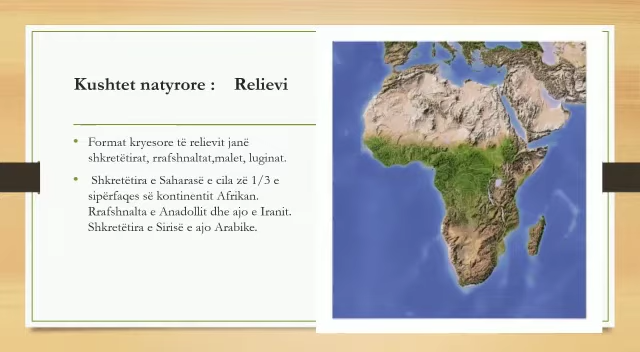 Kushtet natyrore : Relievi
Format kryesore të relievit janë
shkretëtirat, rrafshnaltat,malet, luginat.
Shkretëtira e Saharasë e cila zë 1/3 e
sipërfaqes së kontinentit Afrikan.
Rrafshnalta e Anadollit dhe ajo e Iranit.
Shkretëtira e Sirisë e ajo Arabike.